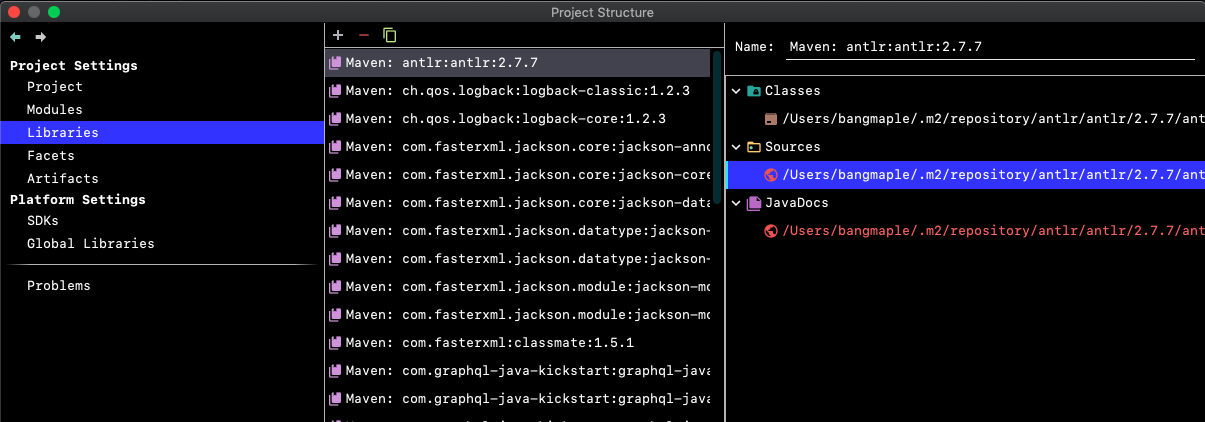 Project Structure
Project Settings
Project
Modules
Libraries
Facets
Artifacts
Platform Settings
SDKs
Global Libraries
Problems
Maven: antlr:antlr:2.7.7
Maven: ch.qos.logback:logback-classic:1.2.3
Maven: ch.qos.logback:logback-core:1.2.3
Maven: com.fasterxml.jackson.core:jackson-anno
Maven: com.fasterxml.jackson.core:jackson-core
Maven: com.fasterxml.jackson.core:jackson-data
Maven: com.fasterxml.jackson.datatype:jackson-
Maven: com.fasterxml.jackson.datatype:jackson-
Maven: com.fasterxml.jackson.module:jackson-mo
Maven: com.fasterxml.jackson.module:jackson-mo
Maven: com.fasterxml:classmate:1.5.1
Maven: com.graphql-java-kickstart:graphql-java
Maven: com.graphql-java-kickstart:graphql-java
Name: Maven: antlr:antlr:2.7.7
Classes
/Users/bangmaple/.m2/repository/antlr/antlr/2.7.7/ant
Sources
/Users/bangmaple/.m2/repository/antlr/antlr/2.7.7/ant
JavaDocs
/Users/bangmaple/.m2/repository/antlr/antlr/2.7.7/ant